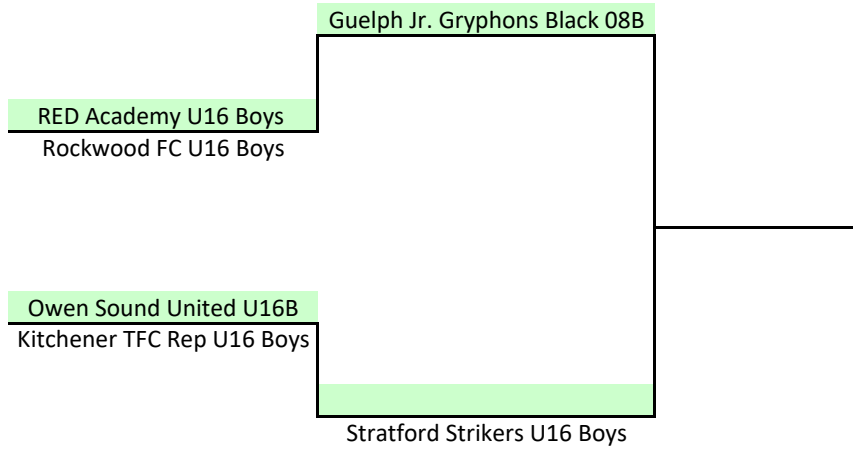 Guelph Jr. Gryphons Black 08B
RED Academy U16 Boys
Rockwood FC U16 Boys
Owen Sound United U16B
Kitchener TFC Rep U16 Boys
Stratford Strikers U16 Boys